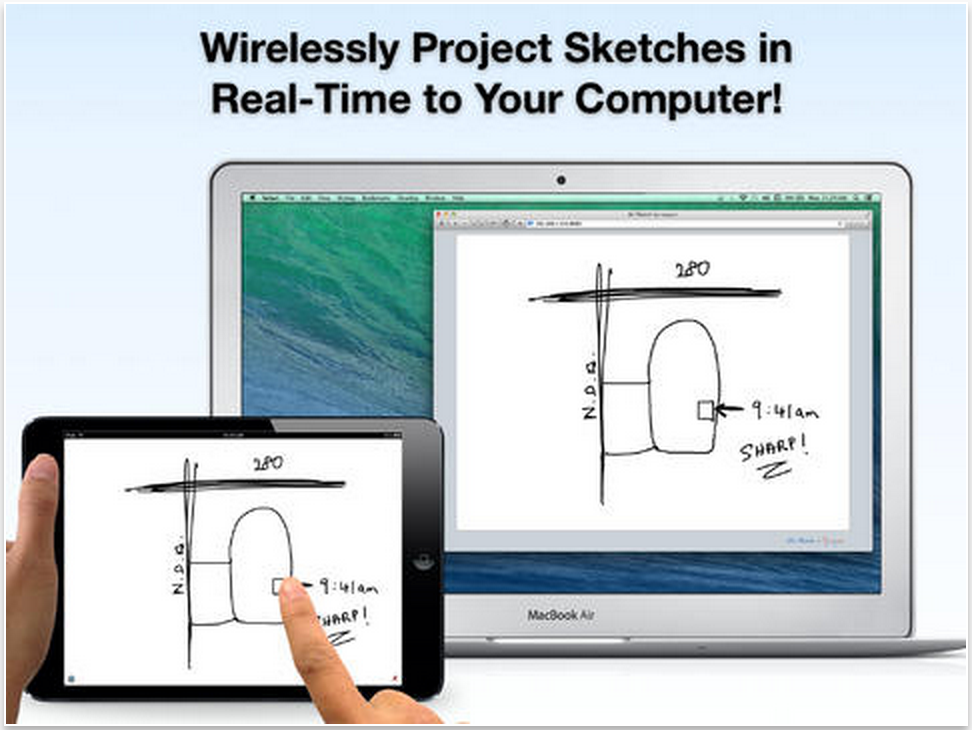 Wirelessly Project Sketches in
Real-Time to Your Computer!
280
N.D.A.
9:41am
SHARP!
MacBook Air
280
N.D.A.
9:41am
SHARP!